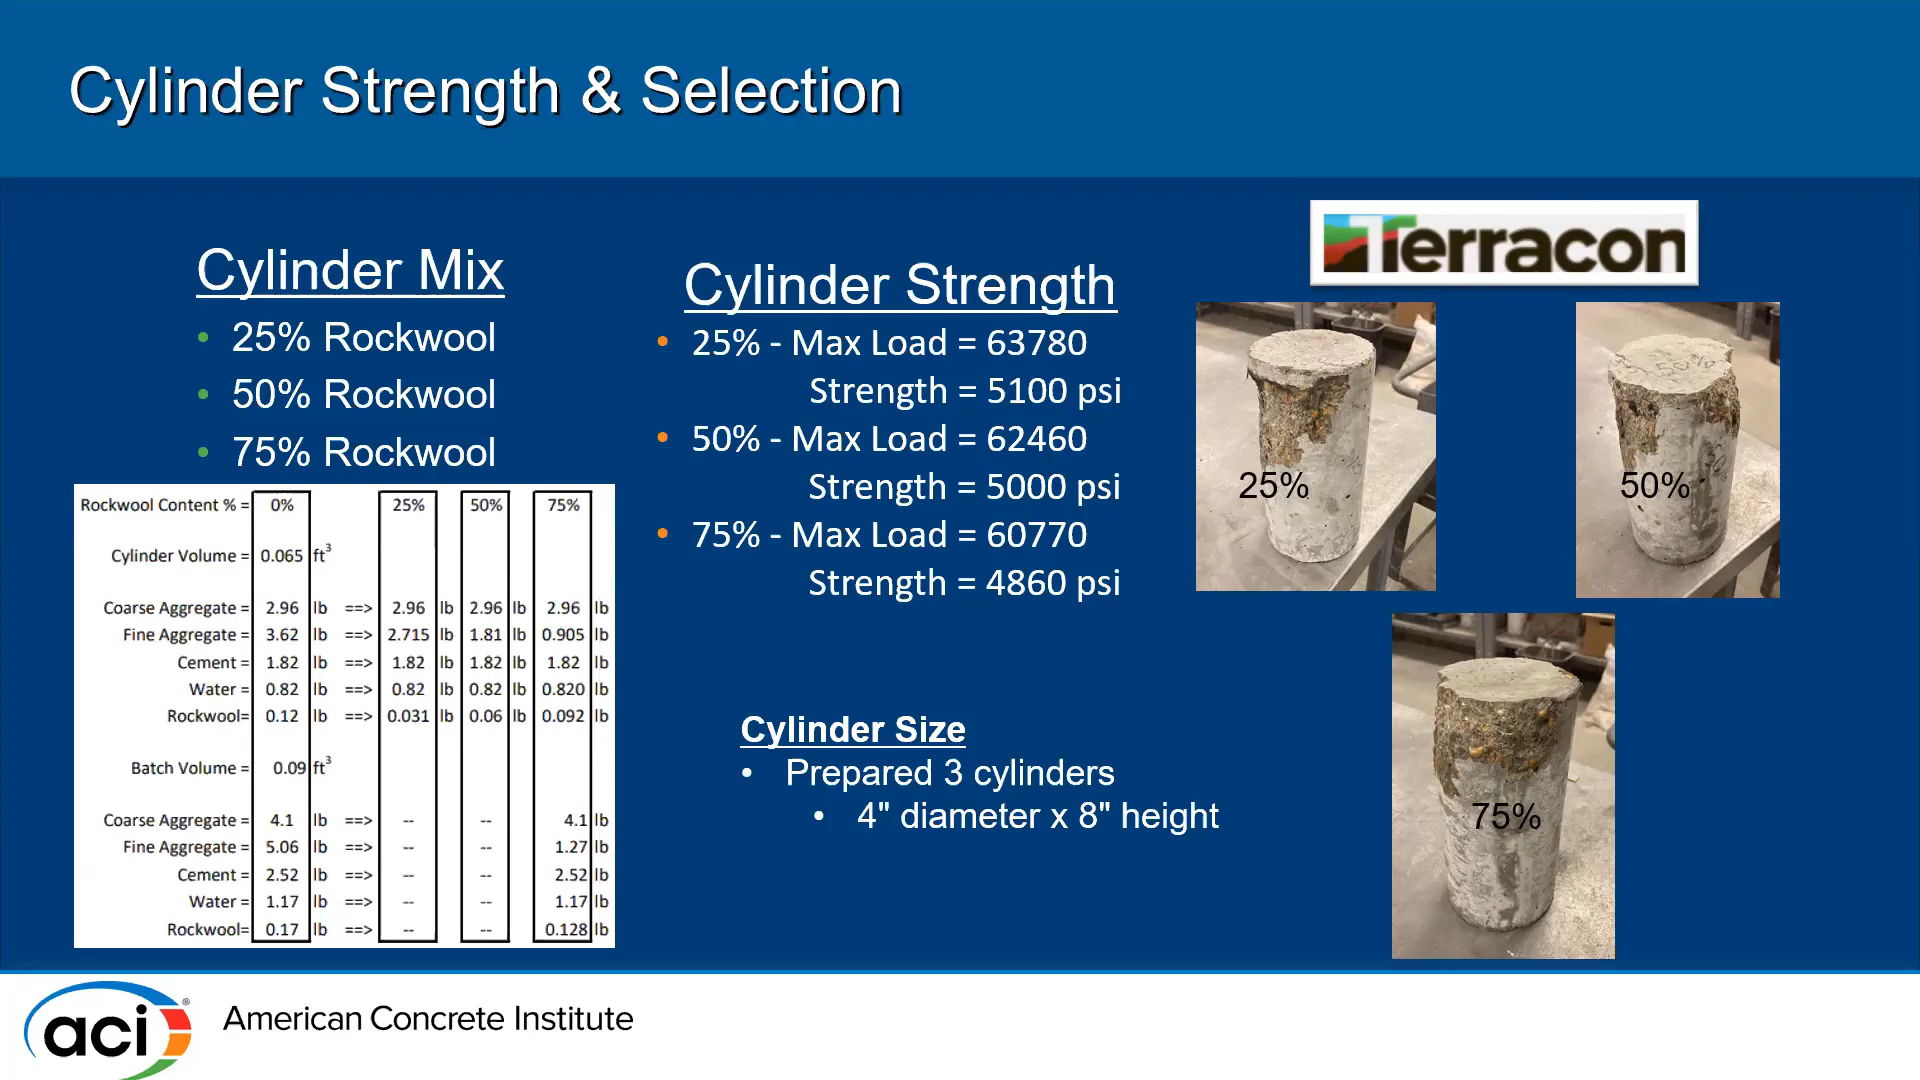 Cylinder Strength & Selection
Cylinder Mix
• 25% Rockwool
• 50% Rockwool
• 75% Rockwool
Rockwool Content % = 0% 25% 50% 75%
Cylinder Volume = 0.065 ft³
Coarse Aggregate = 2.96 lb ==> 2.96 lb 2.96 lb 2.96 lb
Fine Aggregate = 3.62 lb ==> 2.715 lb 1.81 lb 0.905 lb
Cement = 1.82 lb ==> 1.82 lb 1.82 lb 1.82 lb
Water = 0.82 lb ==> 0.82 lb 0.82 lb 0.820 lb
Rockwool= 0.12 lb ==> 0.031 lb 0.06 lb 0.092 lb
Batch Volume = 0.09 ft³
Coarse Aggregate = 4.1 lb ==> -- -- 4.1 lb
Fine Aggregate = 5.06 lb ==> -- -- 1.27 lb
Cement = 2.52 lb ==> -- -- 2.52 lb
Water = 1.17 lb ==> -- -- 1.17 lb
Rockwool= 0.17 lb ==> -- -- 0.128 lb
Cylinder Strength
• 25% - Max Load = 63780
Strength = 5100 psi
• 50% - Max Load = 62460
Strength = 5000 psi
• 75% - Max Load = 60770
Strength = 4860 psi
Cylinder Size
• Prepared 3 cylinders
• 4" diameter x 8" height
Terracon
25%
50%
50%
75%
aci®
American Concrete Institute